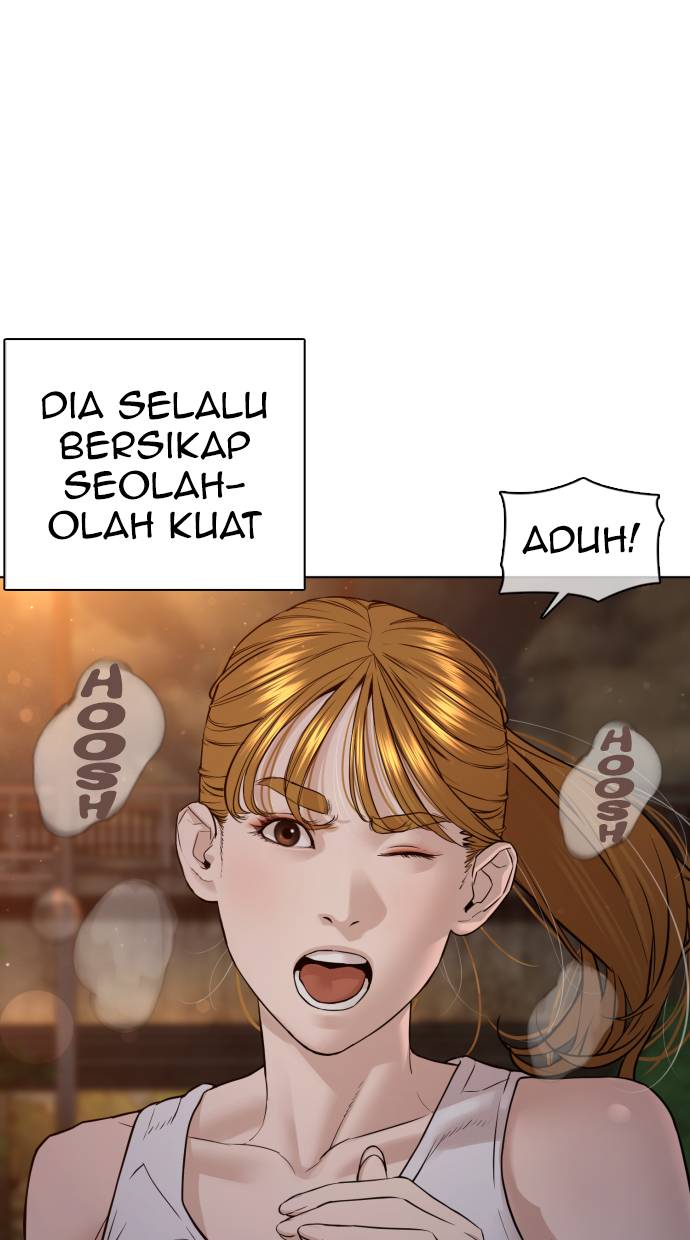 DIA SELALU
BERSIKAP
SEOLAH-
OLAH KUAT
ADUH!
HOOSH
HOOSH